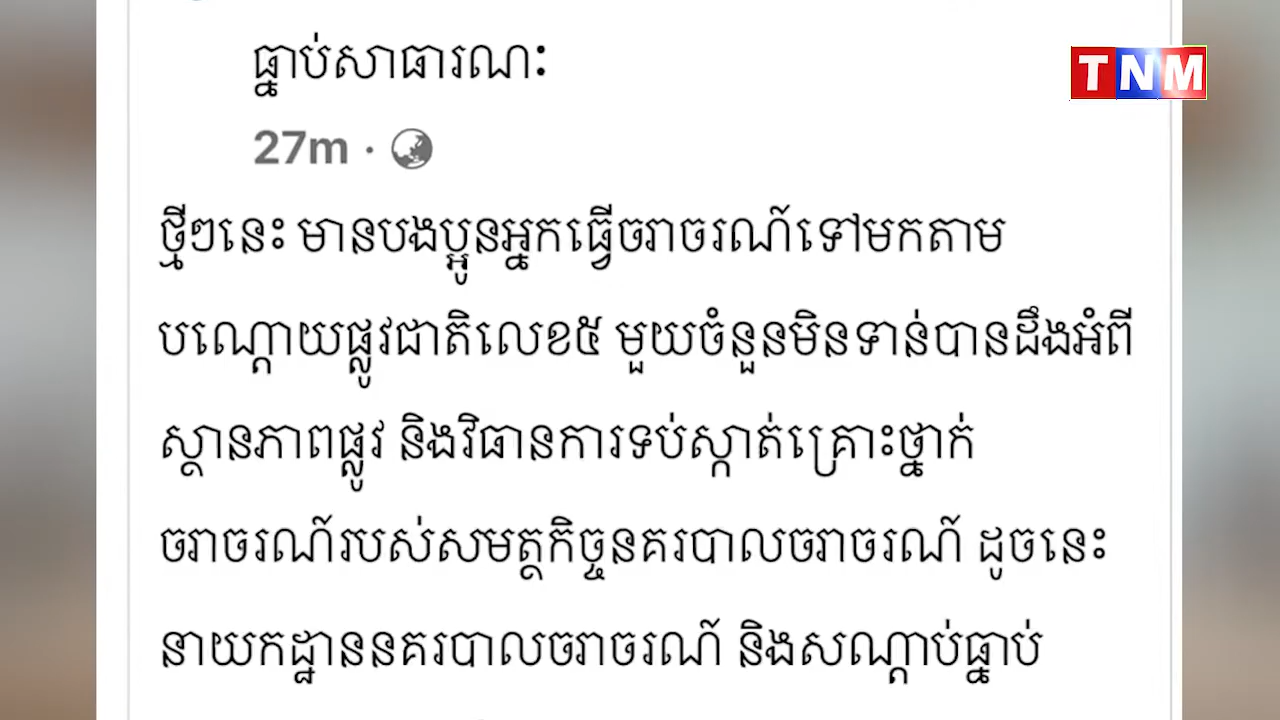 ធ្នាប់សាធារណៈ
TNM
27m ·
ថ្មីៗនេះ មានបងប្អូនអ្នកធ្វើចរាចរណ៍ទៅមកតាម
បណ្តោយផ្លូវជាតិលេខ៥ មួយចំនួនមិនទាន់បានដឹងអំពី
ស្ថានភាពផ្លូវ និងវិធានការទប់ស្កាត់គ្រោះថ្នាក់
ចរាចរណ៍របស់សមត្ថកិច្ចនគរបាលចរាចរណ៍ ដូចនេះ
នាយកដ្ឋាននគរបាលចរាចរណ៍ និងសណ្តាប់ធ្នាប់